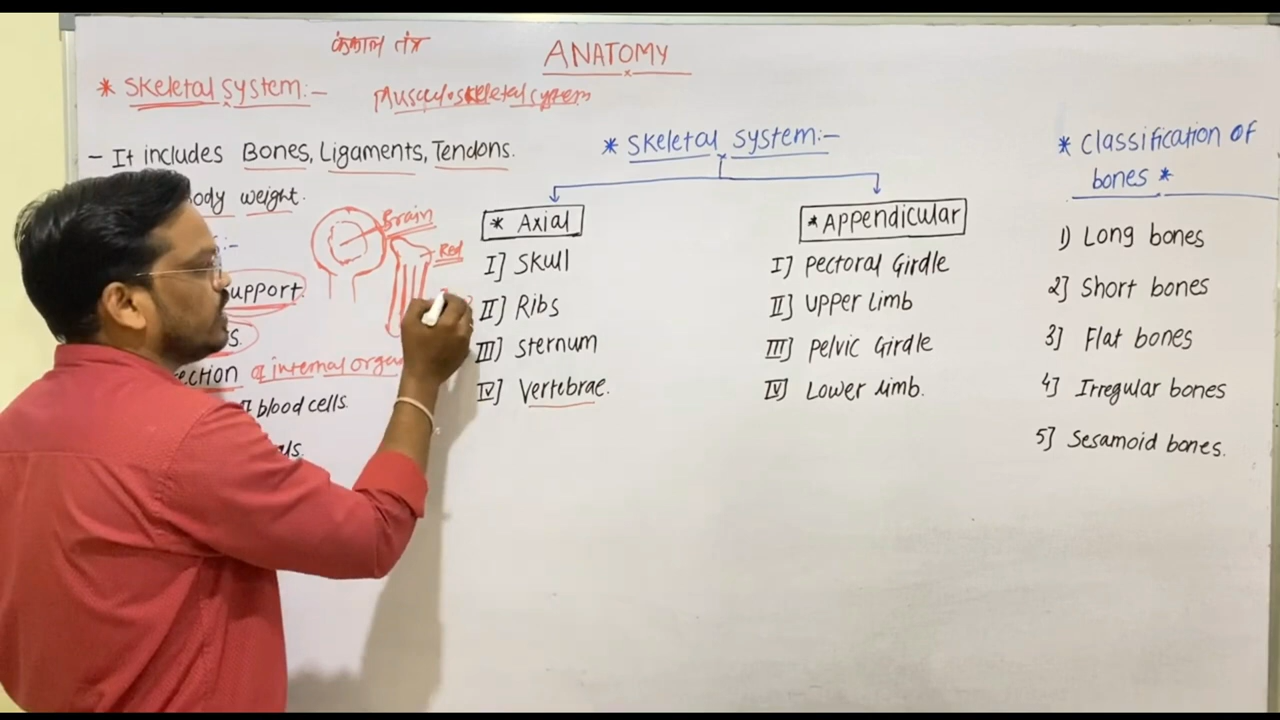 कंकाल तंत्र
ANATOMY
* Skeletal system:-
Musculoskeletal system
- It includes Bones, Ligaments, Tendons.
body weight.
:-
support.
s.
ection of internal orga
blood cells.
als.
Brain
Red
* Skeletal system:-
* Axial
I] Skull
II] Ribs
III] Sternum
IV] Vertebrae.
* Appendicular
I] Pectoral Girdle
II] Upper Limb
III] Pelvic Girdle
IV] Lower limb.
* Classification of
bones *
1) Long bones
2] Short bones
3] Flat bones
4] Irregular bones
5] Sesamoid bones.